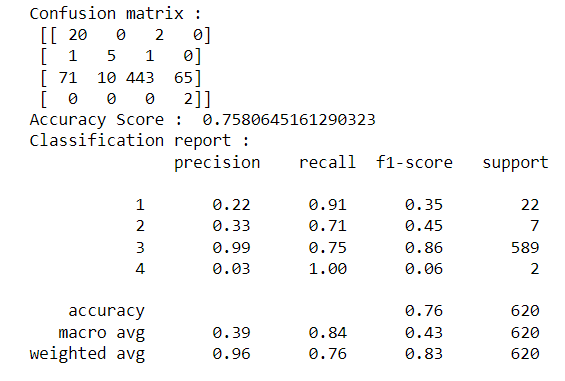 Confusion matrix :
[[ 20 0 2 0]
[ 1 5 1 0]
[ 71 10 443 65]
[ 0 0 0 2]]
Accuracy Score : 0.7580645161290323
Classification report :
precision recall f1-score support
1 0.22 0.91 0.35 22
2 0.33 0.71 0.45 7
3 0.99 0.75 0.86 589
4 0.03 1.00 0.06 2
accuracy 0.76 620
macro avg 0.39 0.84 0.43 620
weighted avg 0.96 0.76 0.83 620